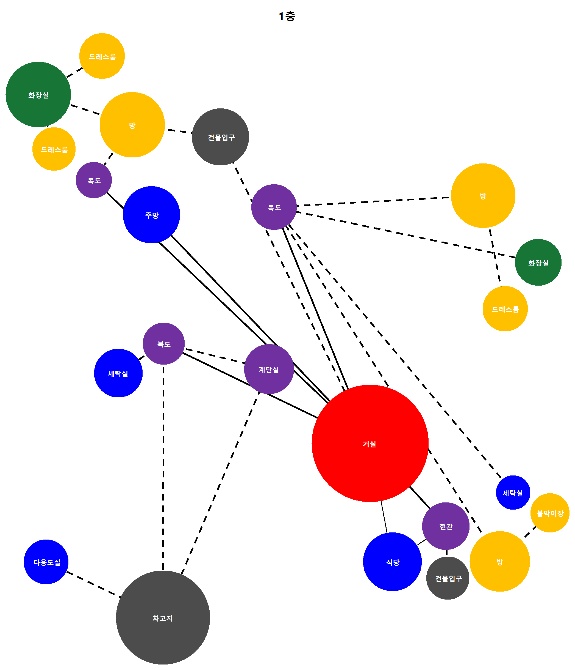 1층
드레스룸
화장실
방
건물입구
드레스룸
복도
주방
복도
방
화장실
드레스룸
복도
계단실
세탁실
거실
세탁실
붙박이장
현관
식당
방
건물입구
다용도실
차고지